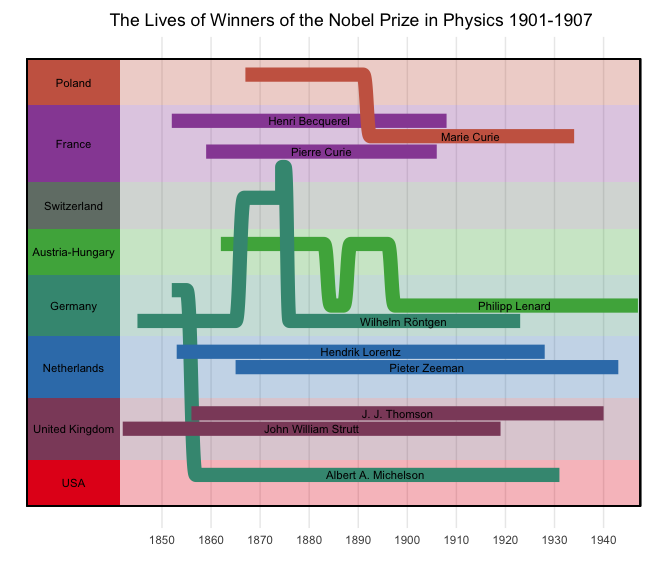 The Lives of Winners of the Nobel Prize in Physics 1901-1907
Poland
Henri Becquerel
Marie Curie
France
Pierre Curie
Switzerland
Austria-Hungary
Germany
Philipp Lenard
Wilhelm Röntgen
Hendrik Lorentz
Netherlands
Pieter Zeeman
J. J. Thomson
United Kingdom
John William Strutt
Albert A. Michelson
USA
1850 1860 1870 1880 1890 1900 1910 1920 1930 1940